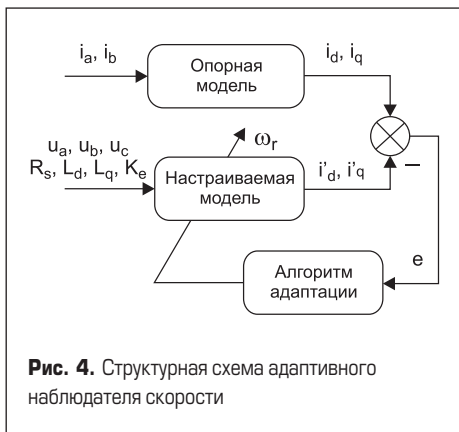 i_a, i_b
Опорная
модель
i_d, i_q
u_a, u_b, u_c
R_s, L_d, L_q, K_e
ω_r
Настраиваемая
модель
i'_d, i'_q
–
Алгоритм
адаптации
e
Рис. 4. Структурная схема адаптивного
наблюдателя скорости